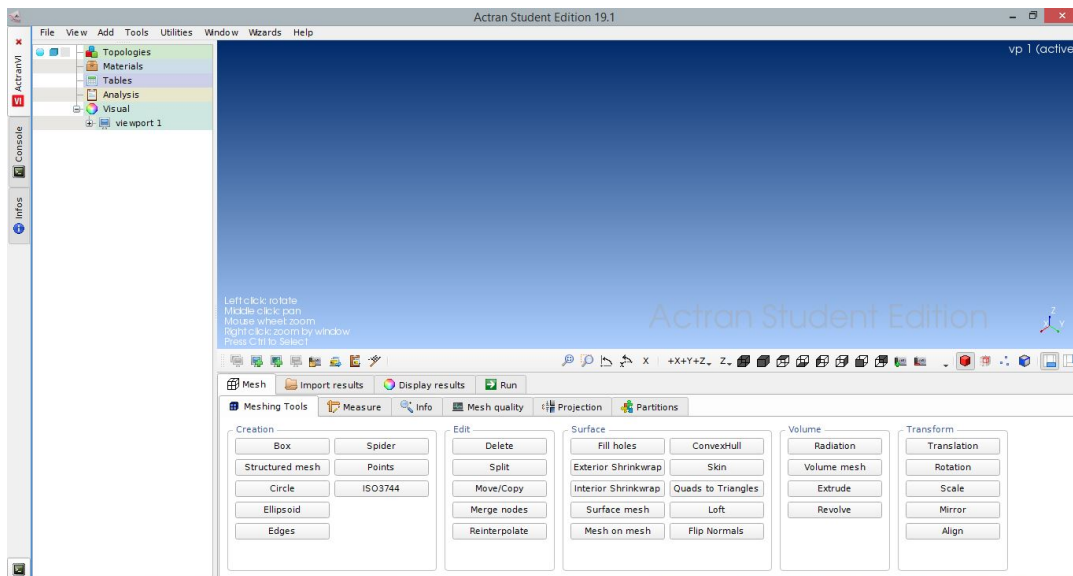 Actran Student Edition 19.1
File View Add Tools Utilities Window Wizards Help
ActranVI
VI
Console
Infos
Topologies
Materials
Tables
Analysis
Visual
viewport 1
vp 1 (active
Left click: rotate
Middle click: pan
Mouse wheel: zoom
Right click: zoom by window
Press Ctrl to Select
Actran Student Edition
Z
Y
X +X+Y+Z Z
Mesh Import results Display results Run
Meshing Tools Measure Info Mesh quality Projection Partitions
Creation Edit Surface Volume Transform
Box Spider Delete Fill holes ConvexHull Radiation Translation
Structured mesh Points Split Exterior Shrinkwrap Skin Volume mesh Rotation
Circle ISO3744 Move/Copy Interior Shrinkwrap Quads to Triangles Extrude Scale
Ellipsoid Merge nodes Surface mesh Loft Revolve Mirror
Edges Reinterpolate Mesh on mesh Flip Normals Align